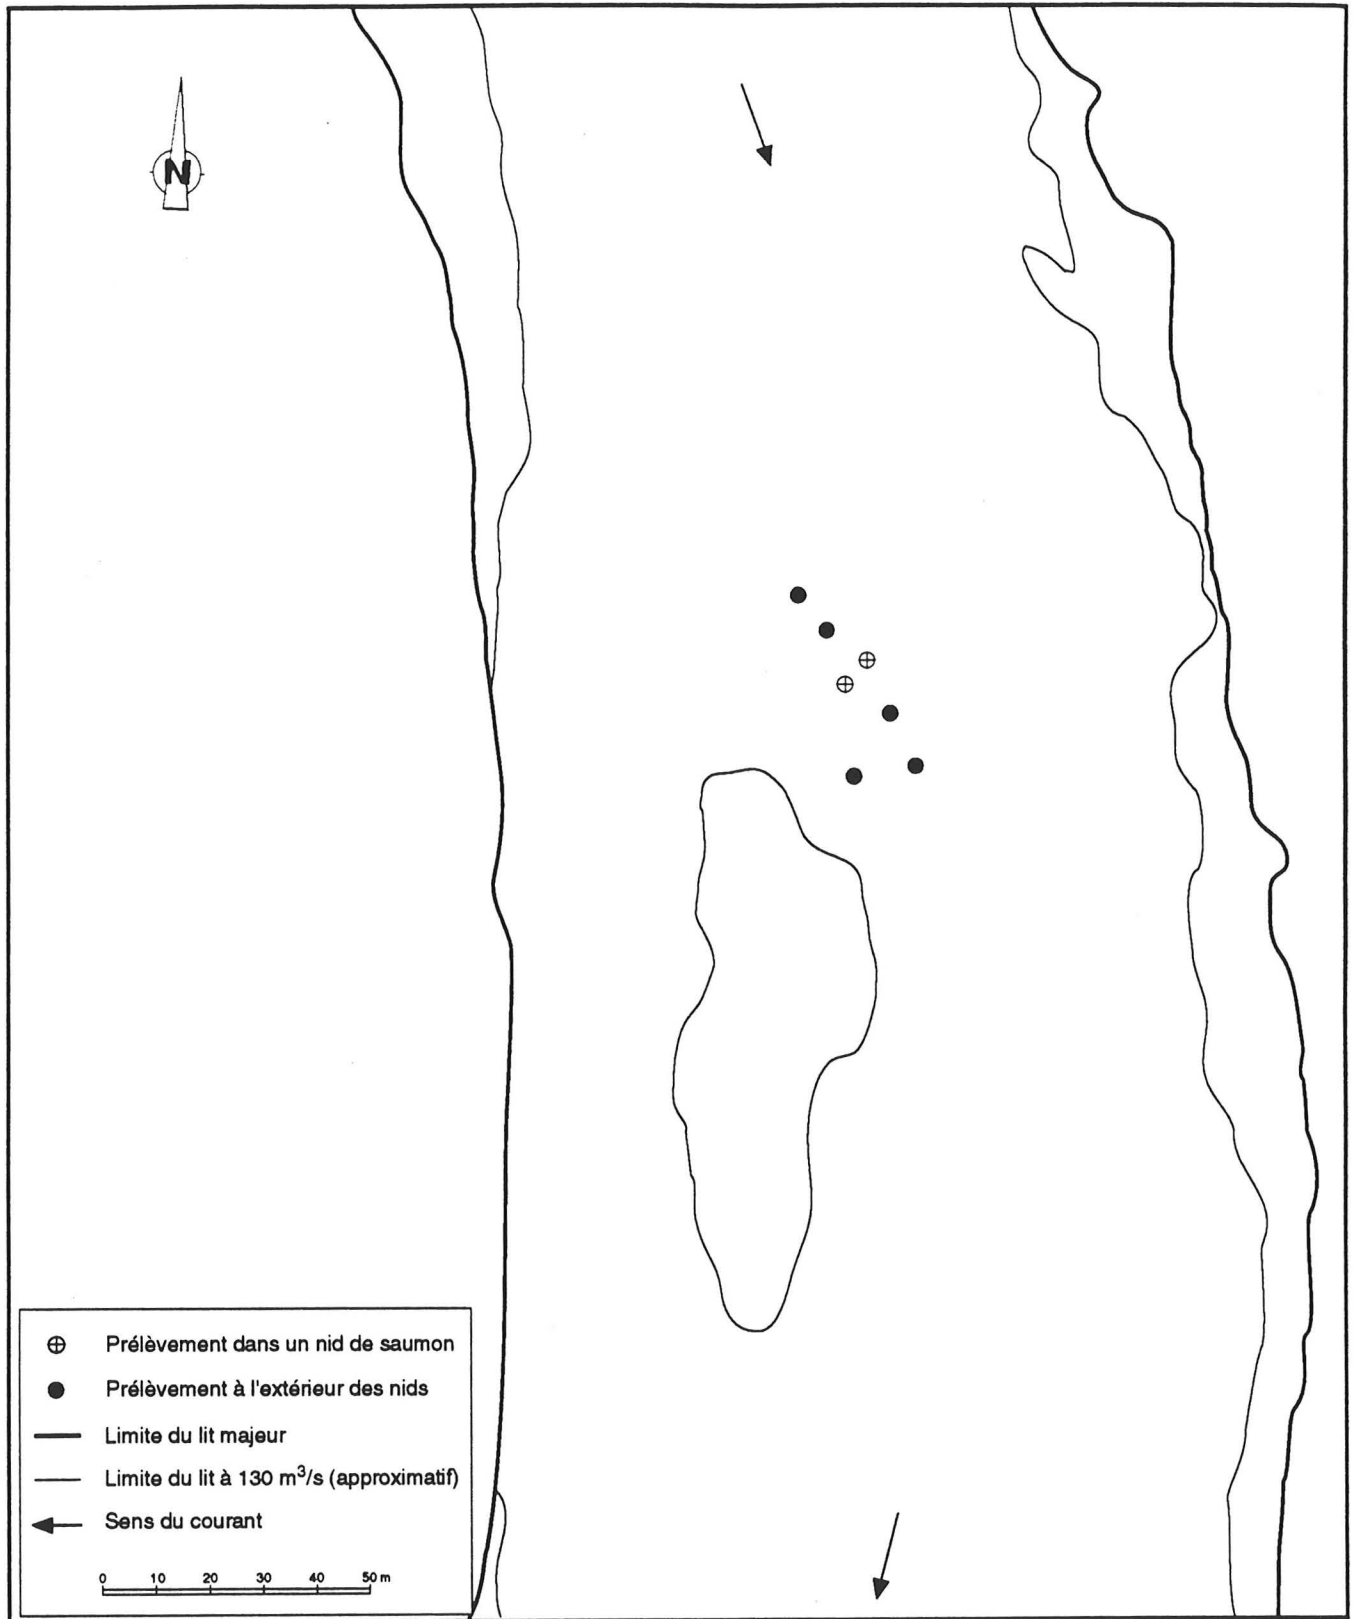 N
Prélèvement dans un nid de saumon
Prélèvement à l'extérieur des nids
Limite du lit majeur
Limite du lit à 130 m³/s (approximatif)
Sens du courant
0 10 20 30 40 50 m